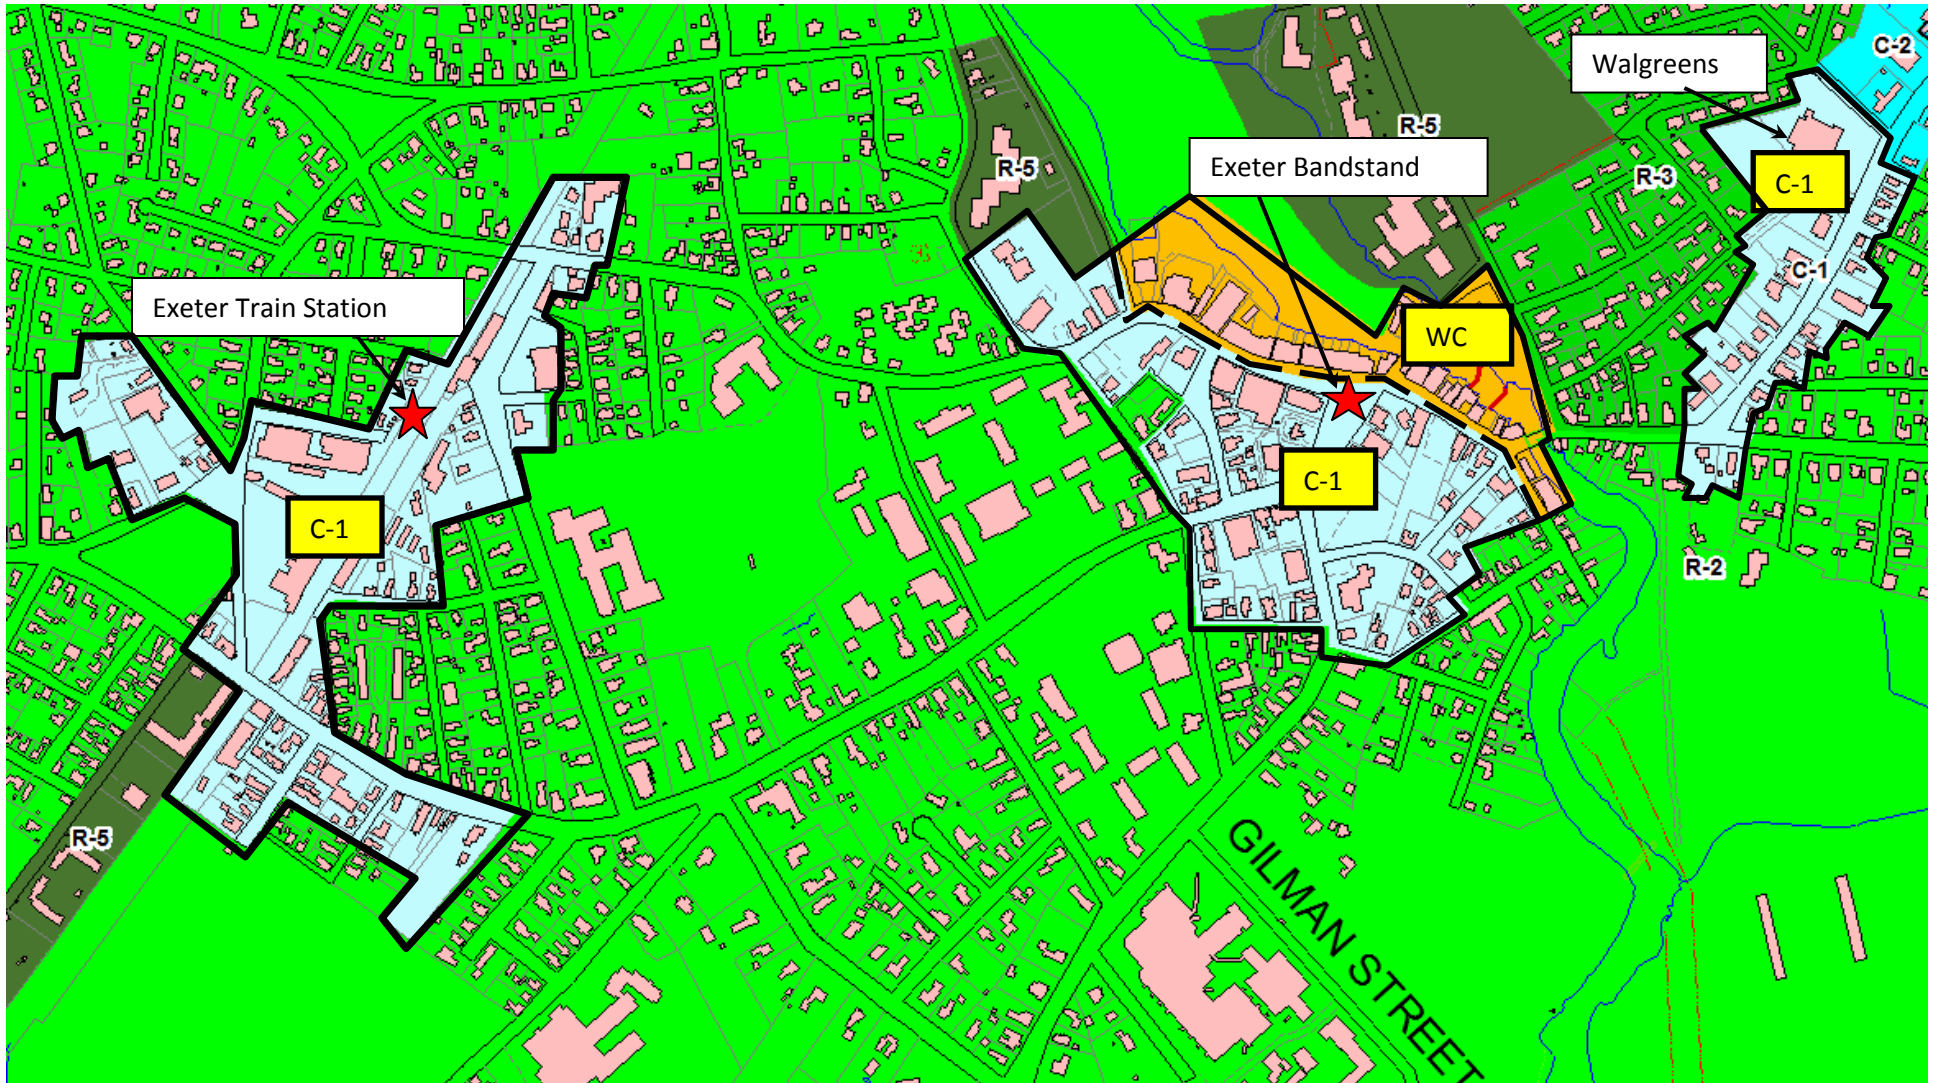 C-2
Walgreens
R-5
Exeter Bandstand
R-5
R-3
C-1
C-1
Exeter Train Station
WC
C-1
C-1
R-2
R-5
GILMAN STREET